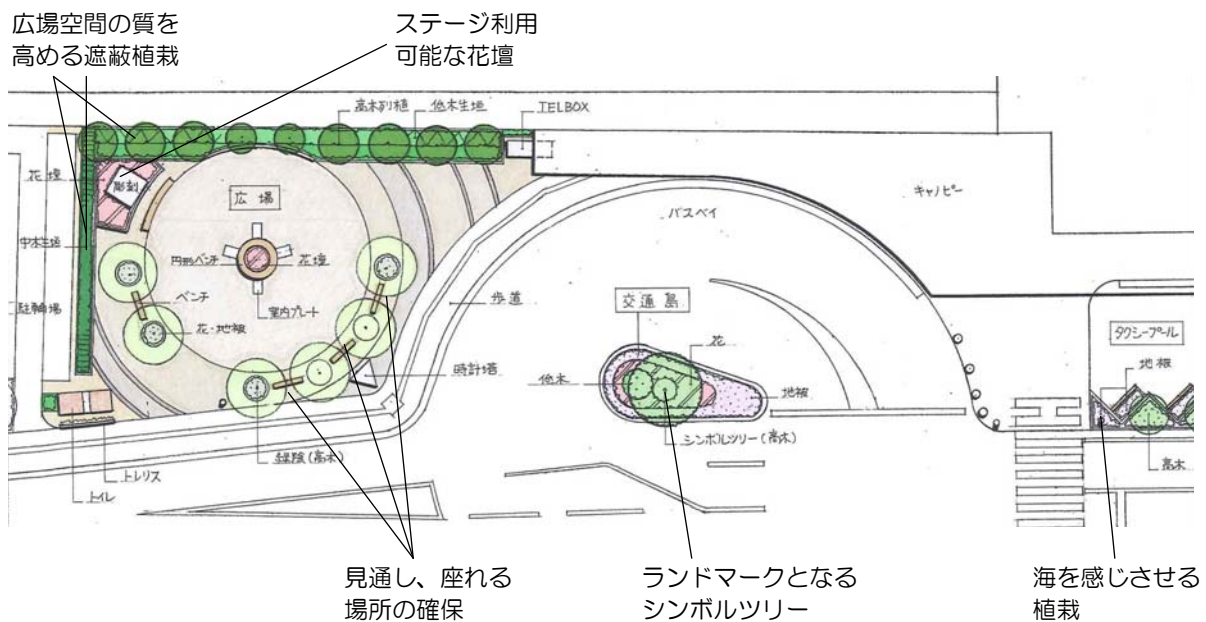 広場空間の質を
高める遮蔽植栽
ステージ利用
可能な花壇
高木列植
低木生垣
TELBOX
花壇
彫刻
広場
キャノピー
バスベイ
中木生垣
円形ベンチ
花壇
ベンチ
案内プレート
歩道
交通島
タクシープール
駐輪場
花・地被
花
地被
時計塔
低木
地被
シンボルツリー(高木)
緑陰(高木)
高木
トレリス
トイレ
見通し、座れる
場所の確保
ランドマークとなる
シンボルツリー
海を感じさせる
植栽